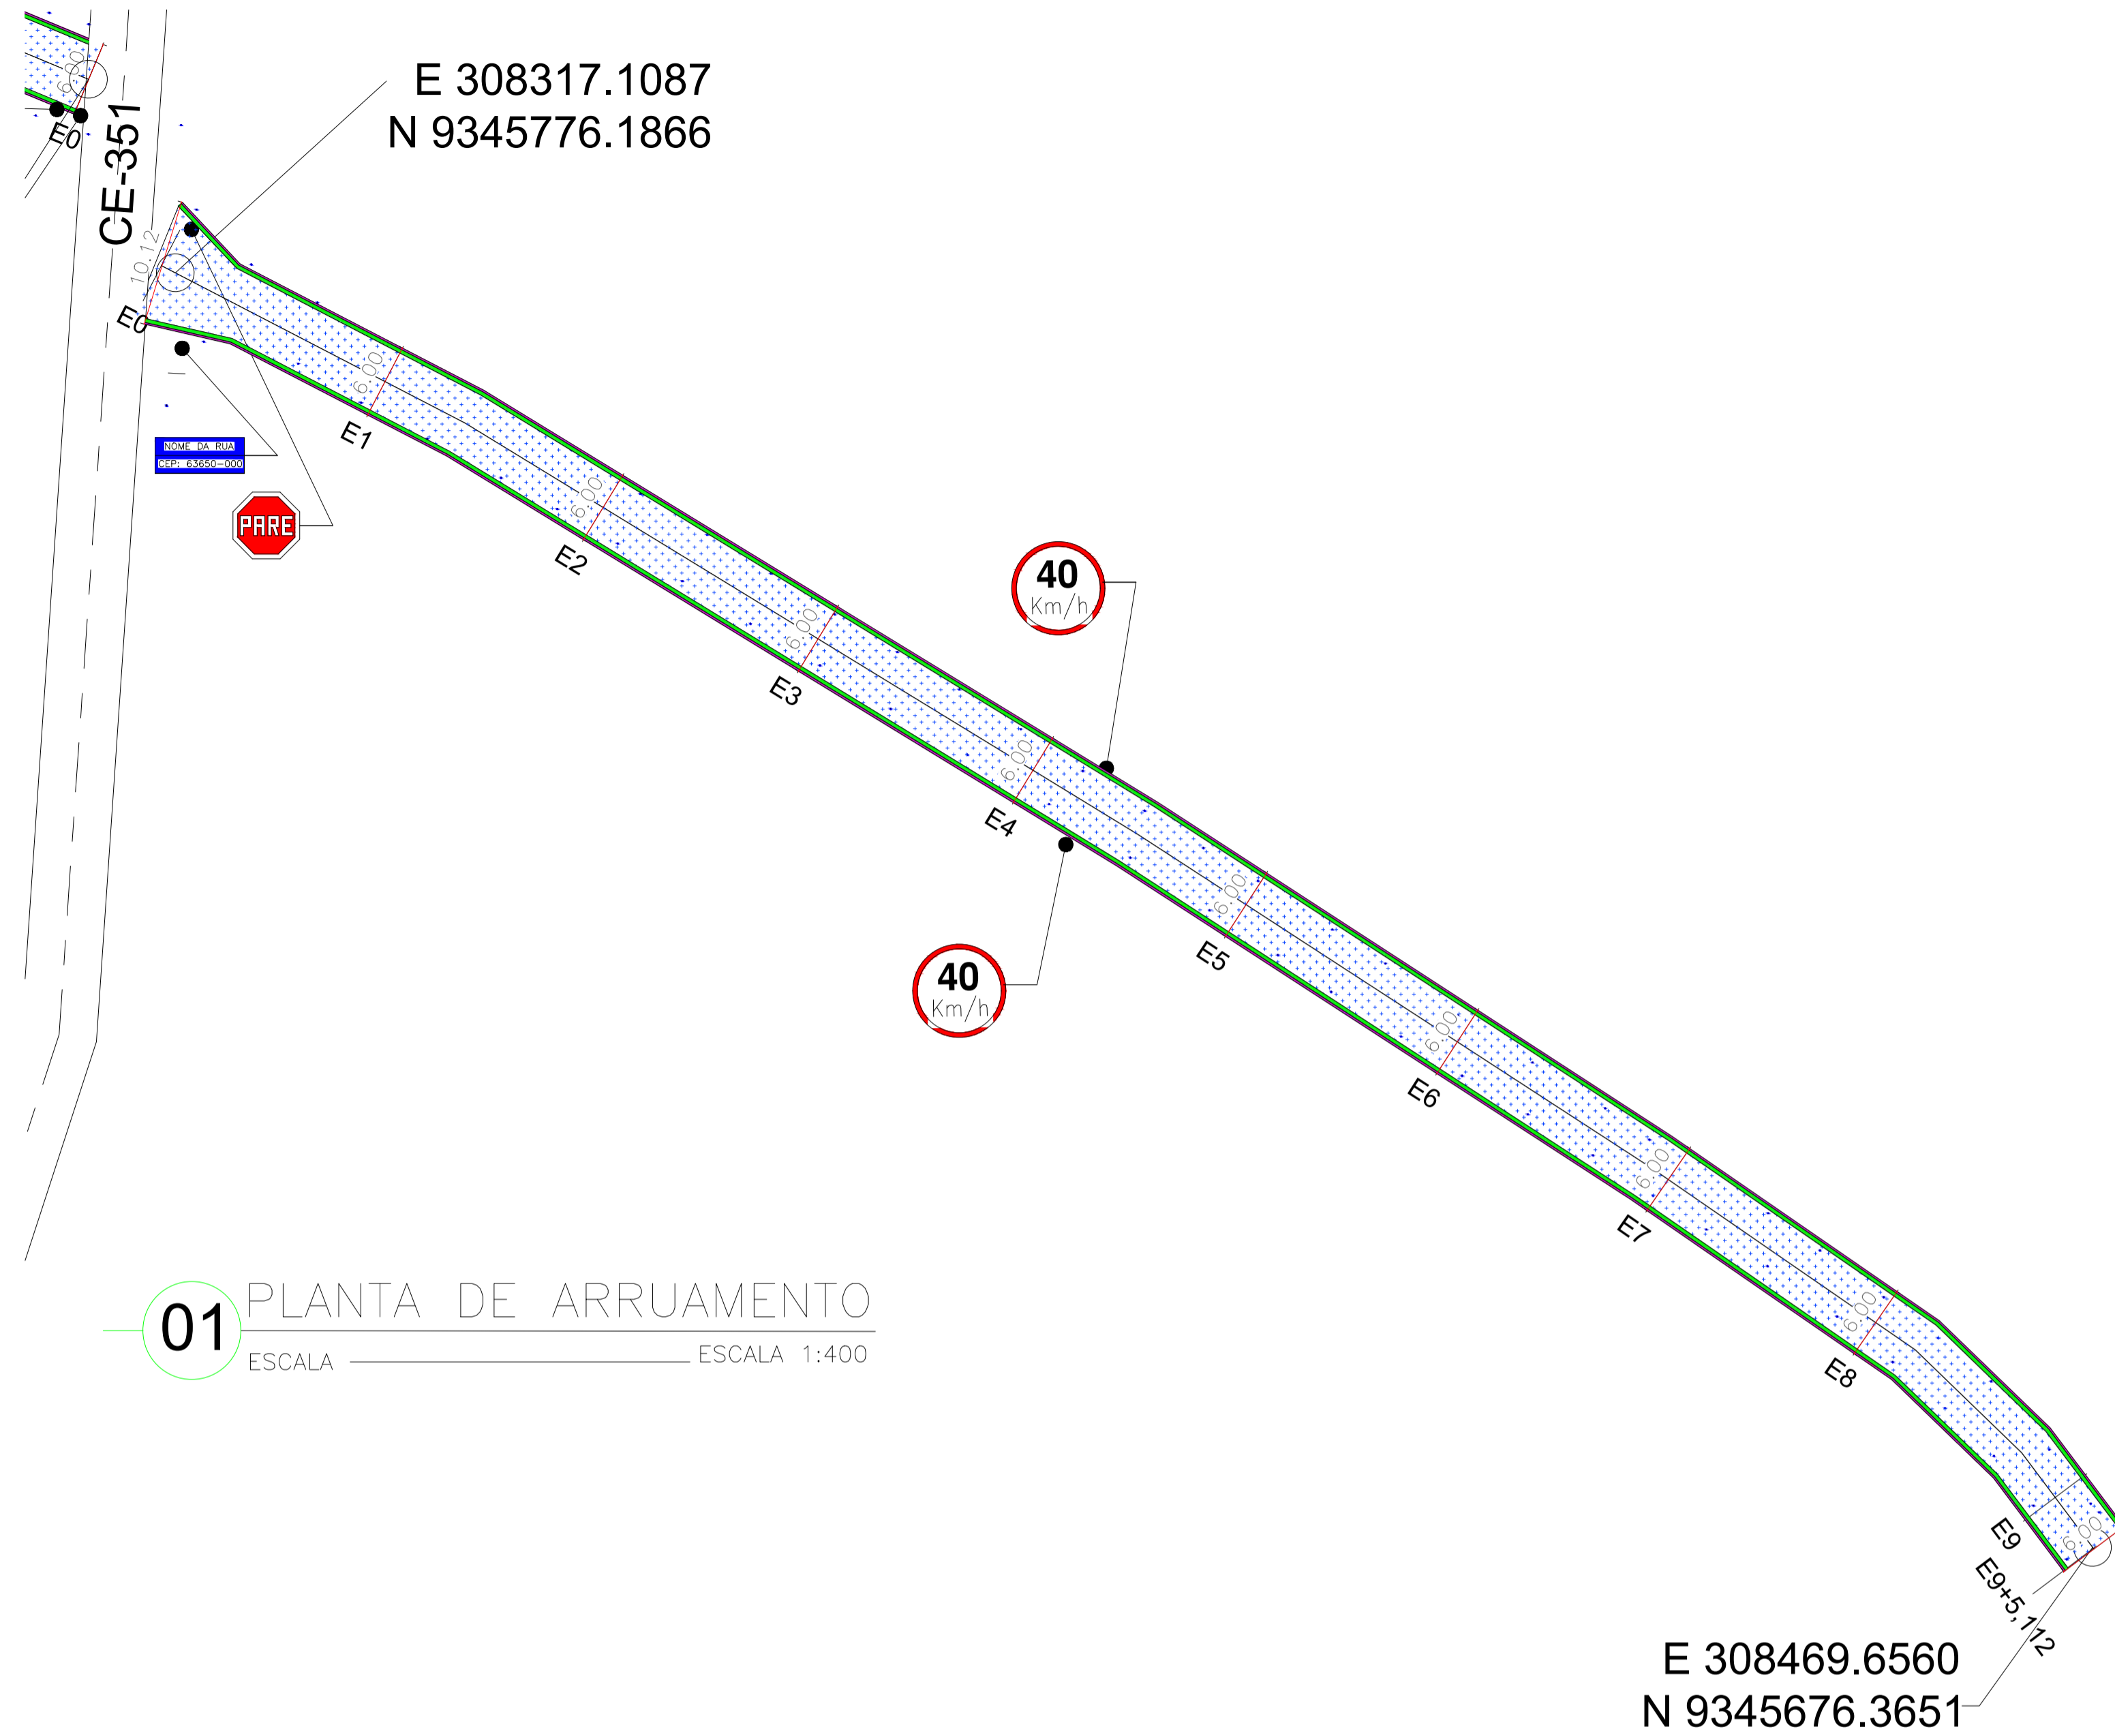 6.00
E0
CE-351
E 308317.1087
N 9345776.1866
10.12
E0
6.00
E1
NOME DA RUA
CEP: 63650-000
PARE
6.00
E2
6.00
E3
40
Km/h
6.00
E4
6.00
E5
40
Km/h
6.00
E6
6.00
E7
6.00
E8
01
PLANTA DE ARRUAMENTO
ESCALA
ESCALA 1:400
E9
6.00
E9+5,112
E 308469.6560
N 9345676.3651